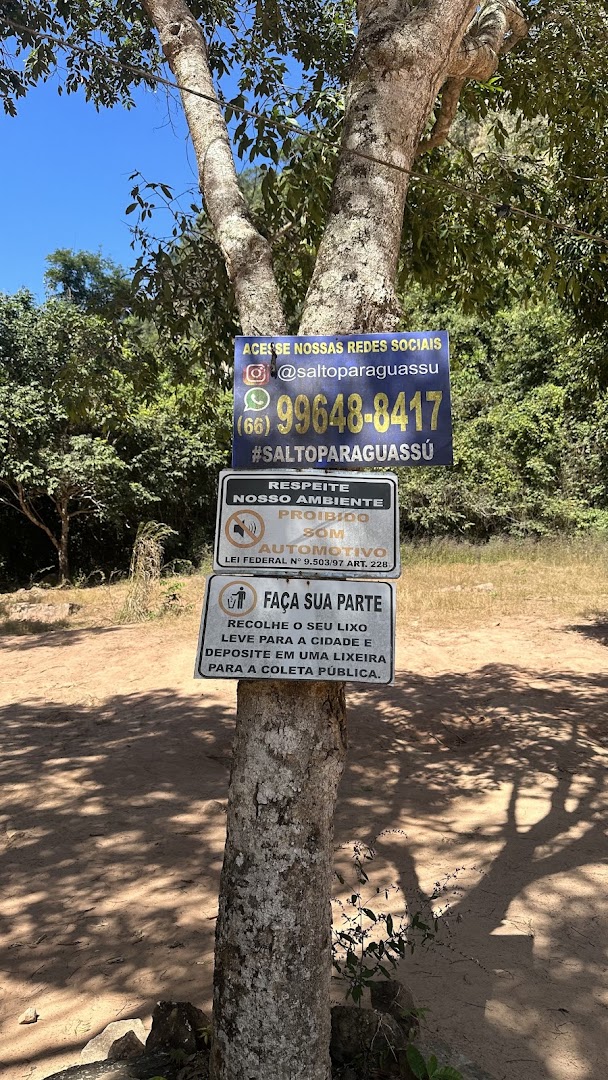 ACESSE NOSSAS REDES SOCIAIS
@saltoparaguassu
(66) 99648-8417
#SALTOPARAGUASSÚ
RESPEITE
NOSSO AMBIENTE
PROIBIDO
SOM
AUTOMOTIVO
LEI FEDERAL Nº 9.503/97 ART. 228.
FAÇA SUA PARTE
RECOLHE O SEU LIXO
LEVE PARA A CIDADE E
DEPOSITE EM UMA LIXEIRA
PARA A COLETA PÚBLICA.